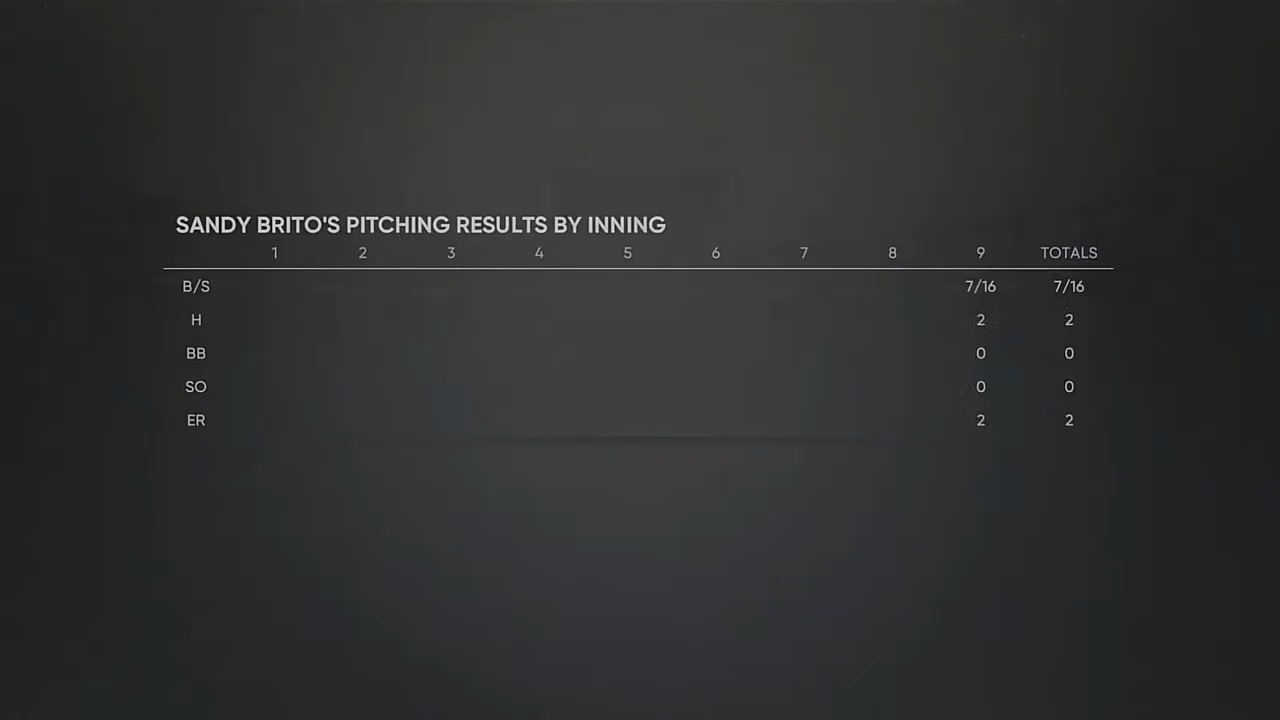 SANDY BRITO'S PITCHING RESULTS BY INNING
1 2 3 4 5 6 7 8 9 TOTALS
B/S 7/16 7/16
H 2 2
BB 0 0
SO 0 0
ER 2 2